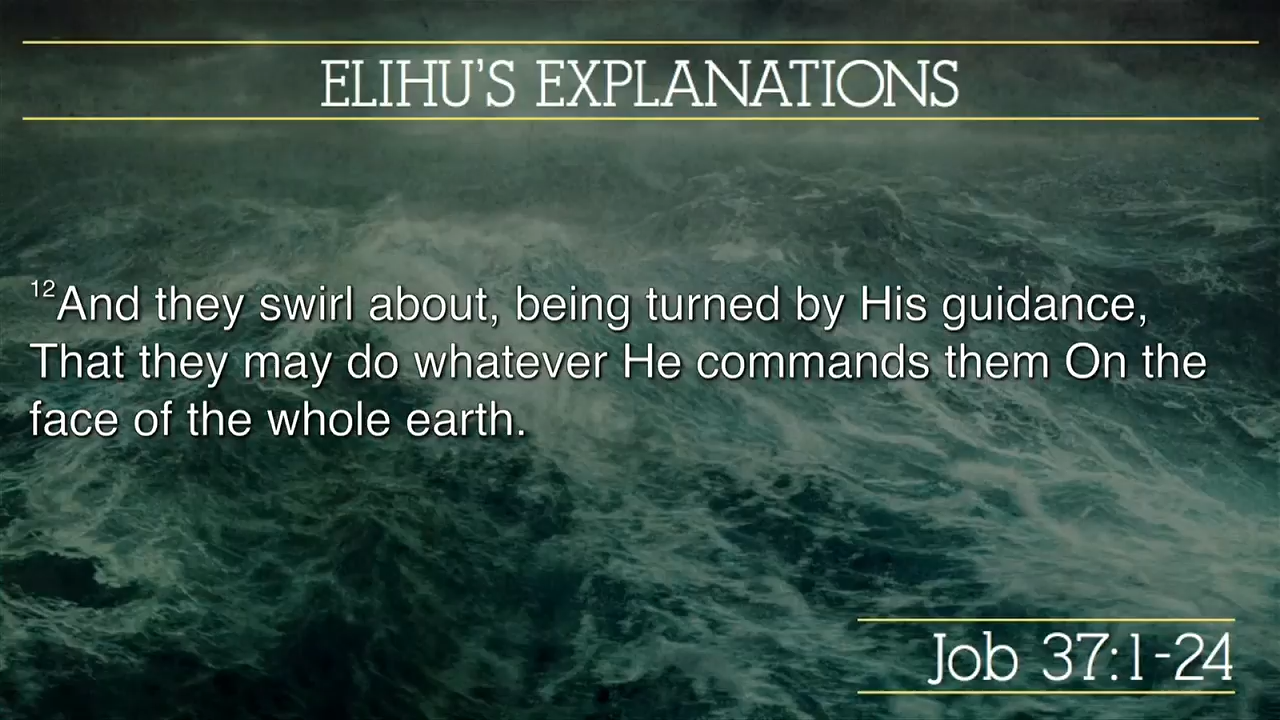 ELIHU'S EXPLANATIONS
12And they swirl about, being turned by His guidance,
That they may do whatever He commands them On the
face of the whole earth.
Job 37:1-24